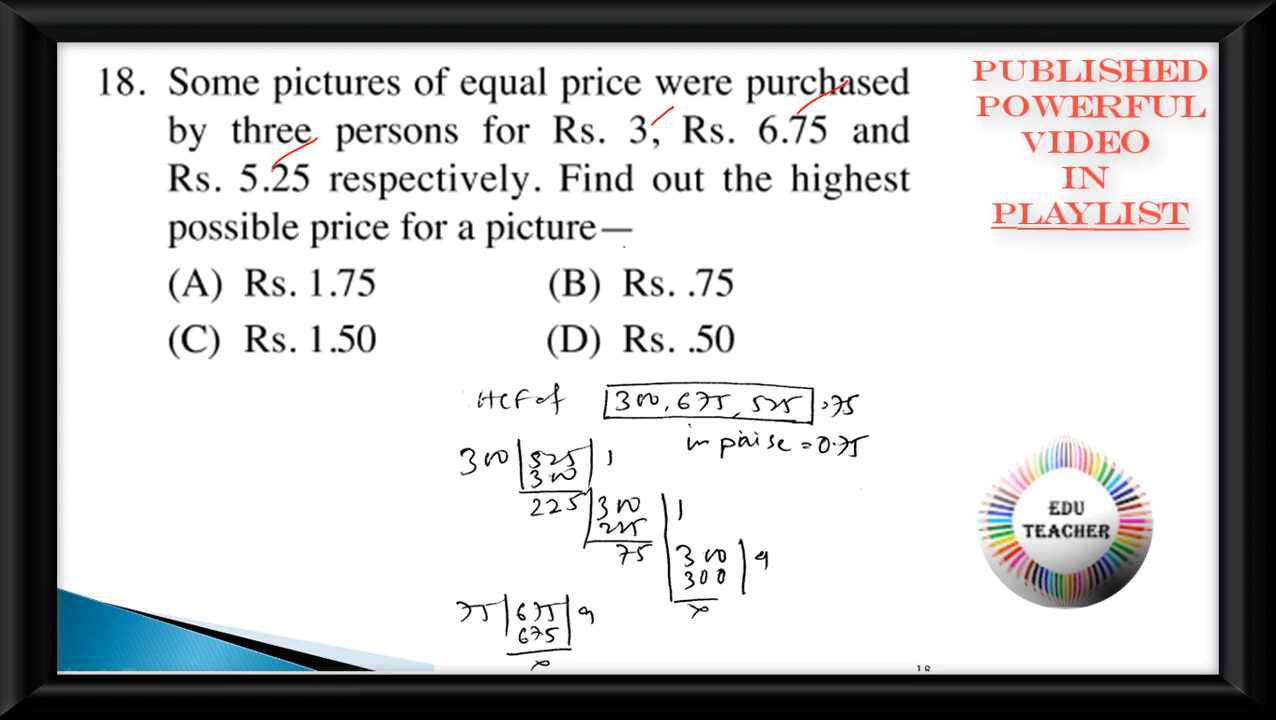 18. Some pictures of equal price were purchased
by three persons for Rs. 3, Rs. 6.75 and
Rs. 5.25 respectively. Find out the highest
possible price for a picture—
(A) Rs. 1.75 (B) Rs. .75
(C) Rs. 1.50 (D) Rs. .50
PUBLISHED
POWERFUL
VIDEO
IN
PLAYLIST
HCF of 300, 675, 525 = 75
in paise = 0.75
300 525 1
300
225 300 1
225
75 300
300
75 675 9
675
EDU
TEACHER
18